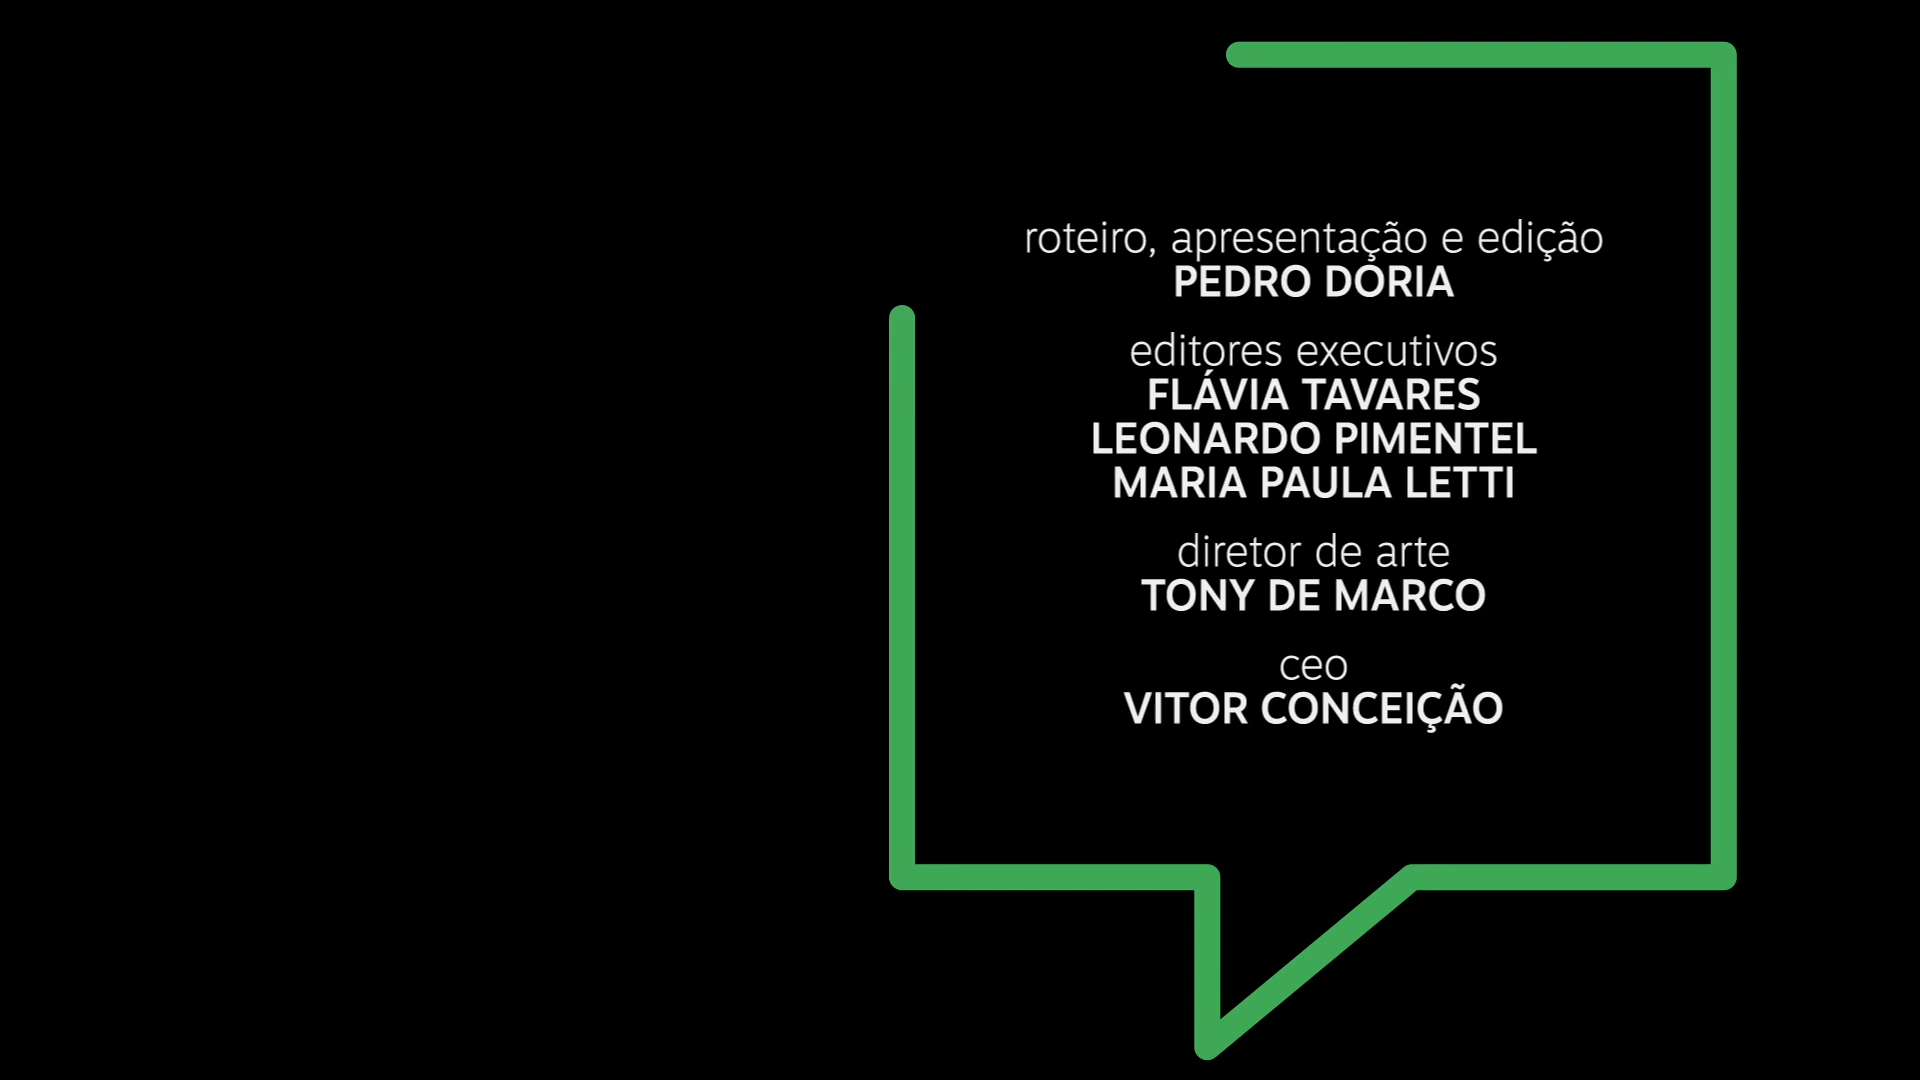 roteiro, apresentação e edição
PEDRO DORIA
editores executivos
FLÁVIA TAVARES
LEONARDO PIMENTEL
MARIA PAULA LETTI
diretor de arte
TONY DE MARCO
ceo
VITOR CONCEIÇÃO